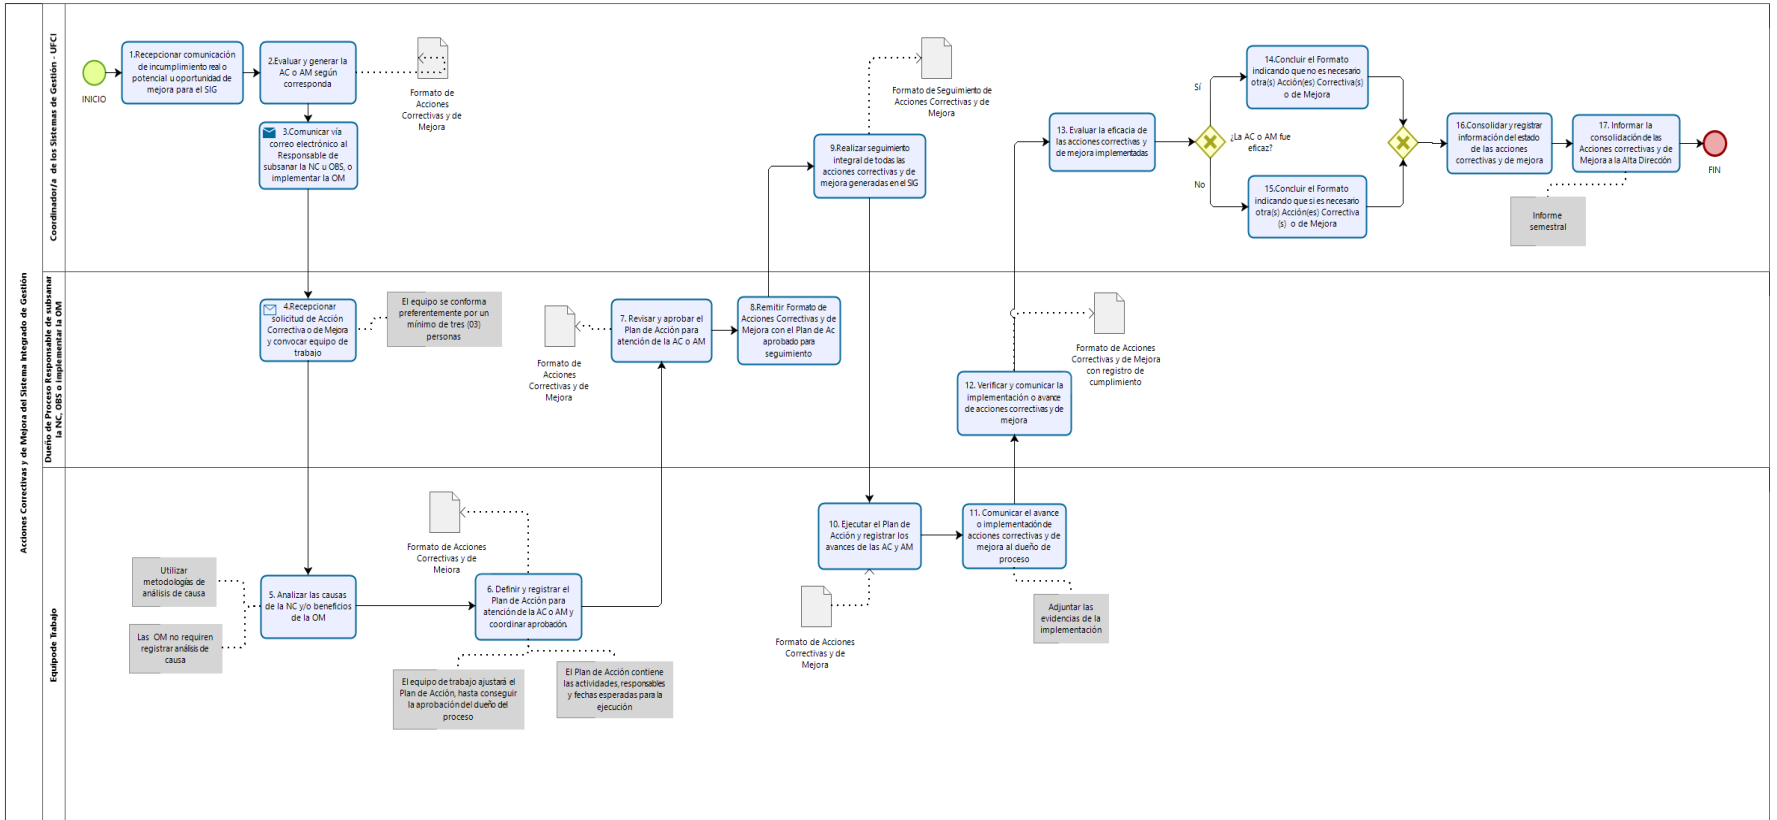 Acciones Correctivas y de Mejora del Sistema Integrado de Gestión
Coordinador/a de los Sistemas de Gestión - UFCI
INICIO
1.Recepcionar comunicación
de incumplimiento real o
potencial u oportunidad de
mejora para el SIG
2.Evaluar y generar la
AC o AM según
corresponda
Formato de
Acciones
Correctivas y de
Mejora
3.Comunicar vía
correo electrónico al
Responsable de
subsanar la NC u OBS, o
implementar la OM
9.Realizar seguimiento
integral de todas las
acciones correctivas y de
mejora generadas en el SIG
Formato de Seguimiento de
Acciones Correctivas y de
Mejora
13. Evaluar la eficacia de
las acciones correctivas y
de mejora implementadas
¿La AC o AM fue
eficaz?
Sí
No
14.Concluir el Formato
indicando que no es necesario
otra(s) Acción(es) Correctiva(s)
o de Mejora
15.Concluir el Formato
indicando que si es necesario
otra(s) Acción(es) Correctiva
(s) o de Mejora
16.Consolidar y registrar
información del estado
de las acciones
correctivas y de mejora
17. Informar la
consolidación de las
Acciones correctivas y de
Mejora a la Alta Dirección
FIN
Informe
semestral
Dueño de Proceso Responsable de subsanar
la NC, OBS o implementar la OM
4.Recepcionar
solicitud de Acción
Correctiva o de Mejora
y convocar equipo de
trabajo
El equipo se conforma
preferentemente por un
mínimo de tres (03)
personas
Formato de
Acciones
Correctivas y de
Mejora
7. Revisar y aprobar el
Plan de Acción para
atención de la AC o AM
8.Remitir Formato de
Acciones Correctivas y de
Mejora con el Plan de Ac
aprobado para
seguimiento
12. Verificar y comunicar la
implementación o avance
de acciones correctivas y de
mejora
Formato de Acciones
Correctivas y de Mejora
con registro de
cumplimiento
Equipo de Trabajo
Utilizar
metodologías de
análisis de causa
Las OM no requiren
registrar análisis de
causa
5. Analizar las causas
de la NC y/o beneficios
de la OM
Formato de Acciones
Correctivas y de
Mejora
6. Definir y registrar el
Plan de Acción para
atención de la AC o AM y
coordinar aprobación.
El equipo de trabajo ajustará el
Plan de Acción, hasta conseguir
la aprobación del dueño del
proceso
El Plan de Acción contiene
las actividades, responsables
y fechas esperadas para la
ejecución
10. Ejecutar el Plan de
Acción y registrar los
avances de las AC y AM
Formato de Acciones
Correctivas y de
Mejora
11. Comunicar el avance
o implementación de
acciones correctivas y de
mejora al dueño de
proceso
Adjuntar las
evidencias de la
implementación